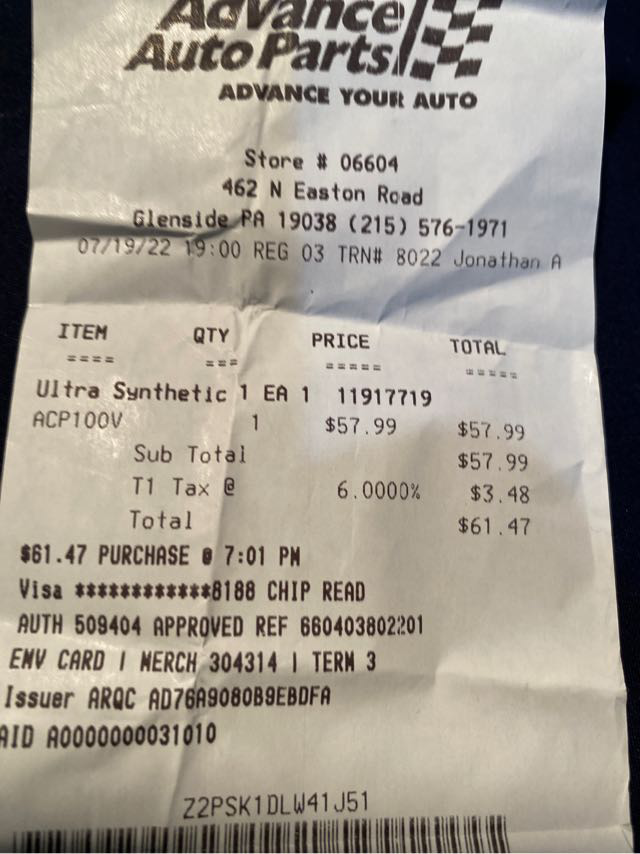 Advance
Auto Parts
ADVANCE YOUR AUTO
Store # 06604
462 N Easton Road
Glenside PA 19038 (215) 576-1971
07/19/22 19:00 REG 03 TRN# 8022 Jonathan A
ITEM QTY PRICE TOTAL
==== === ===== =====
Ultra Synthetic 1 EA 1 11917719
ACP100V 1 $57.99 $57.99
Sub Total $57.99
T1 Tax @ 6.0000% $3.48
Total $61.47
$61.47 PURCHASE @ 7:01 PM
Visa ************8188 CHIP READ
AUTH 509404 APPROVED REF 660403802201
EMV CARD | MERCH 304314 | TERM 3
Issuer ARQC AD76A9080B9EBDFA
AID A0000000031010
Z2PSK1DLW41J51